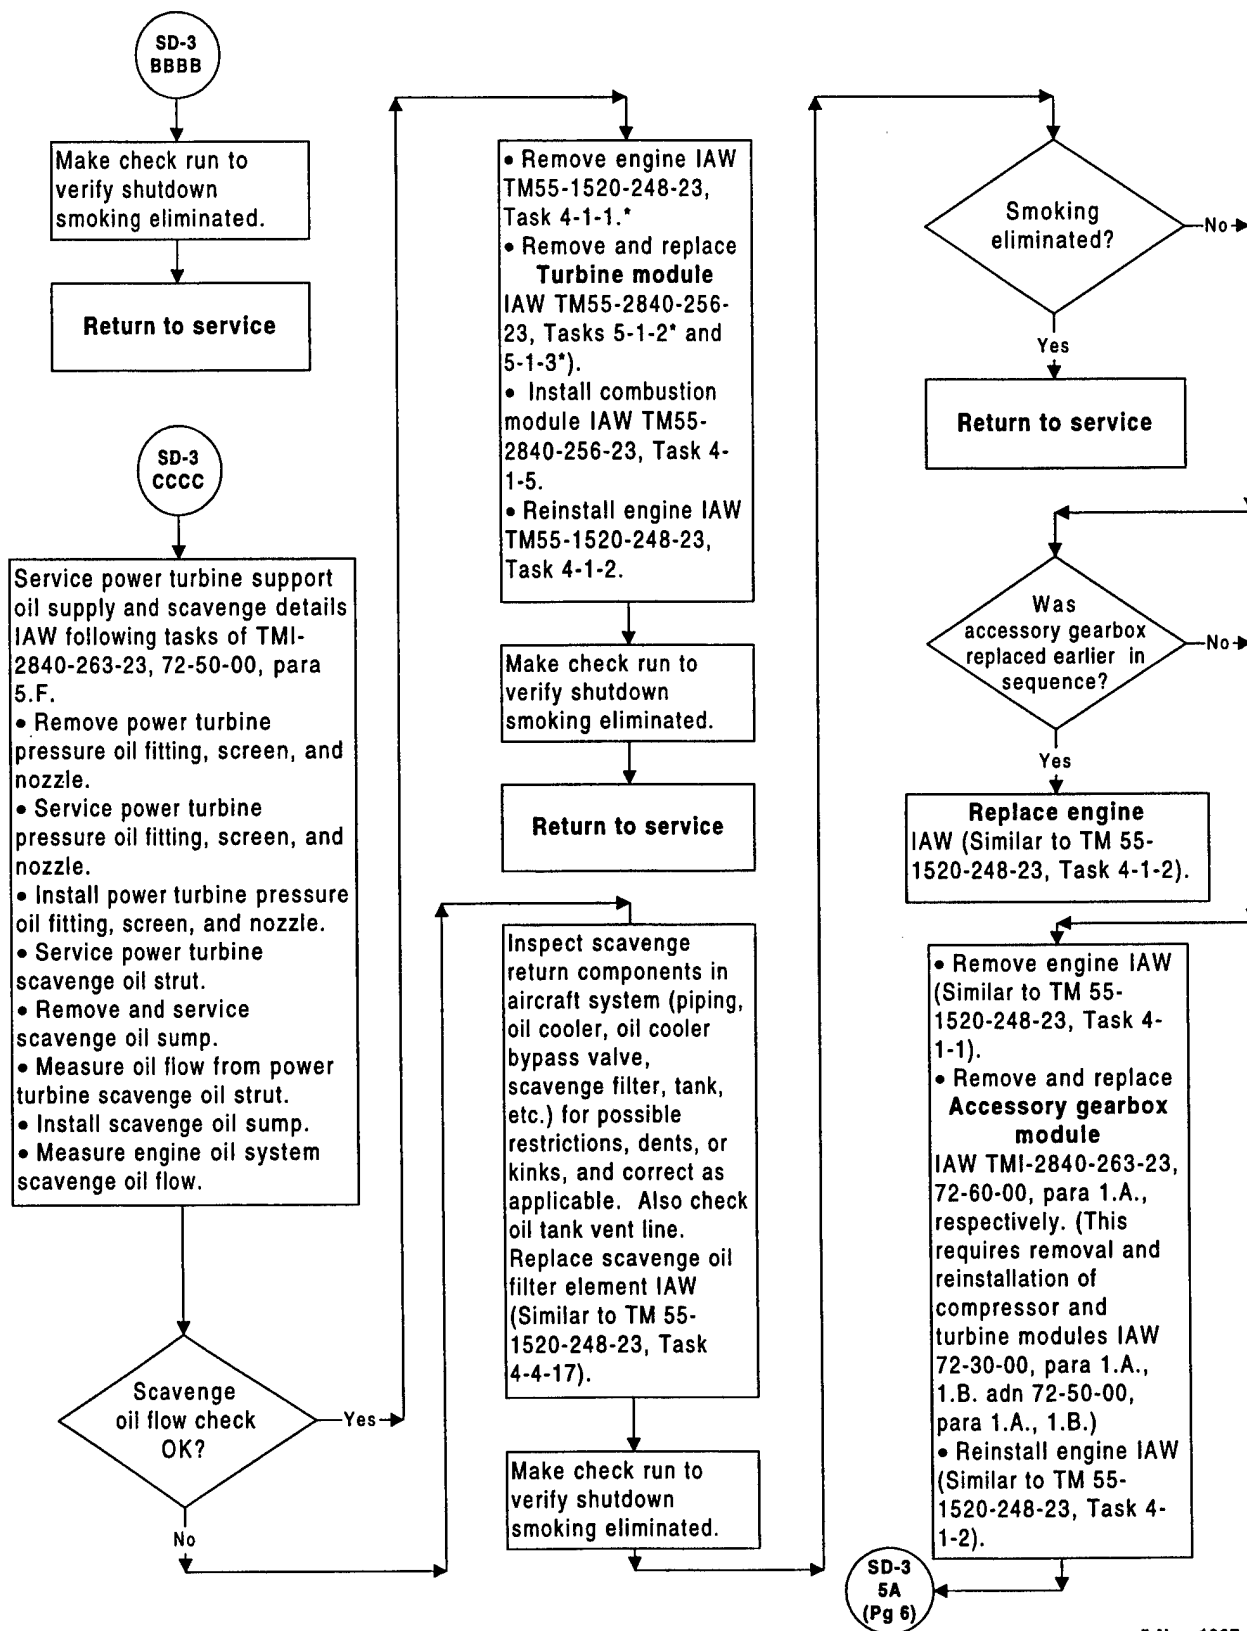 SD-3
BBBB
Make check run to
verify shutdown
smoking eliminated.
Return to service
SD-3
CCCC
Service power turbine support
oil supply and scavenge details
IAW following tasks of TMI-
2840-263-23, 72-50-00, para
5.F.
• Remove power turbine
pressure oil fitting, screen, and
nozzle.
• Service power turbine
pressure oil fitting, screen, and
nozzle.
• Install power turbine pressure
oil fitting, screen, and nozzle.
• Service power turbine
scavenge oil strut.
• Remove and service
scavenge oil sump.
• Measure oil flow from power
turbine scavenge oil strut.
• Install scavenge oil sump.
• Measure engine oil system
scavenge oil flow.
Scavenge
oil flow check
OK?
Yes
No
• Remove engine IAW
TM55-1520-248-23,
Task 4-1-1.*
• Remove and replace
Turbine module
IAW TM55-2840-256-
23, Tasks 5-1-2* and
5-1-3*).
• Install combustion
module IAW TM55-
2840-256-23, Task 4-
1-5.
• Reinstall engine IAW
TM55-1520-248-23,
Task 4-1-2.
Make check run to
verify shutdown
smoking eliminated.
Return to service
Inspect scavenge
return components in
aircraft system (piping,
oil cooler, oil cooler
bypass valve,
scavenge filter, tank,
etc.) for possible
restrictions, dents, or
kinks, and correct as
applicable. Also check
oil tank vent line.
Replace scavenge oil
filter element IAW
(Similar to TM 55-
1520-248-23, Task
4-4-17).
Make check run to
verify shutdown
smoking eliminated.
Smoking
eliminated?
No
Yes
Return to service
Was
accessory gearbox
replaced earlier in
sequence?
No
Yes
Replace engine
IAW (Similar to TM 55-
1520-248-23, Task 4-1-2).
• Remove engine IAW
(Similar to TM 55-
1520-248-23, Task 4-
1-1).
• Remove and replace
Accessory gearbox
module
IAW TMI-2840-263-23,
72-60-00, para 1.A.,
respectively. (This
requires removal and
reinstallation of
compressor and
turbine modules IAW
72-30-00, para 1.A.,
1.B. adn 72-50-00,
para 1.A., 1.B.)
• Reinstall engine IAW
(Similar to TM 55-
1520-248-23, Task 4-
1-2).
SD-3
5A
(Pg 6)